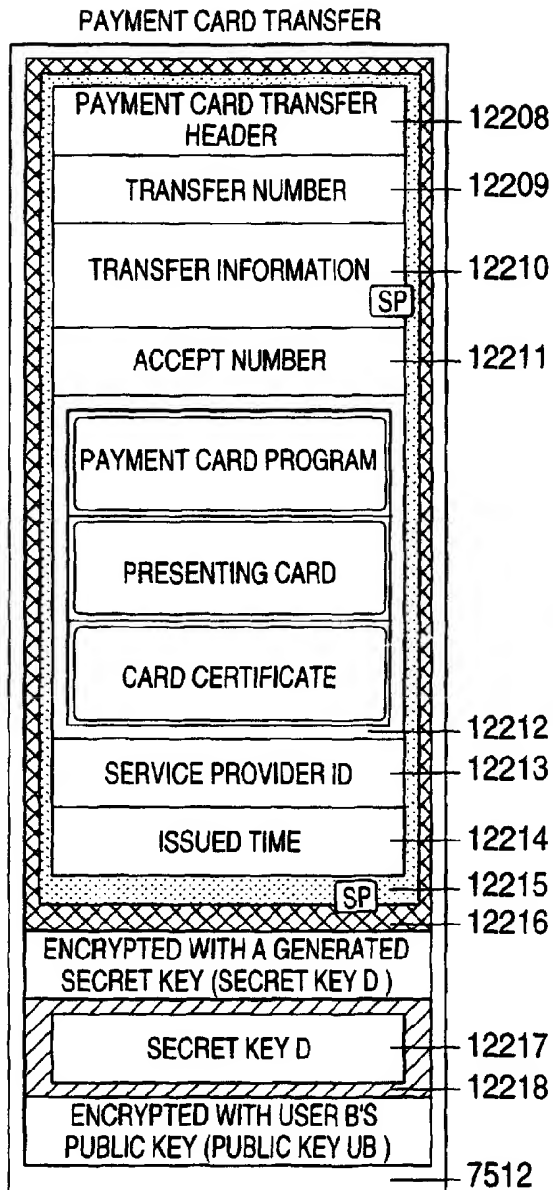 PAYMENT CARD TRANSFER
PAYMENT CARD TRANSFER
HEADER
12208
TRANSFER NUMBER
12209
TRANSFER INFORMATION
12210
SP
ACCEPT NUMBER
12211
PAYMENT CARD PROGRAM
PRESENTING CARD
CARD CERTIFICATE
12212
SERVICE PROVIDER ID
12213
ISSUED TIME
12214
12215
SP
12216
ENCRYPTED WITH A GENERATED
SECRET KEY (SECRET KEY D )
SECRET KEY D
12217
12218
ENCRYPTED WITH USER B'S
PUBLIC KEY (PUBLIC KEY UB )
7512